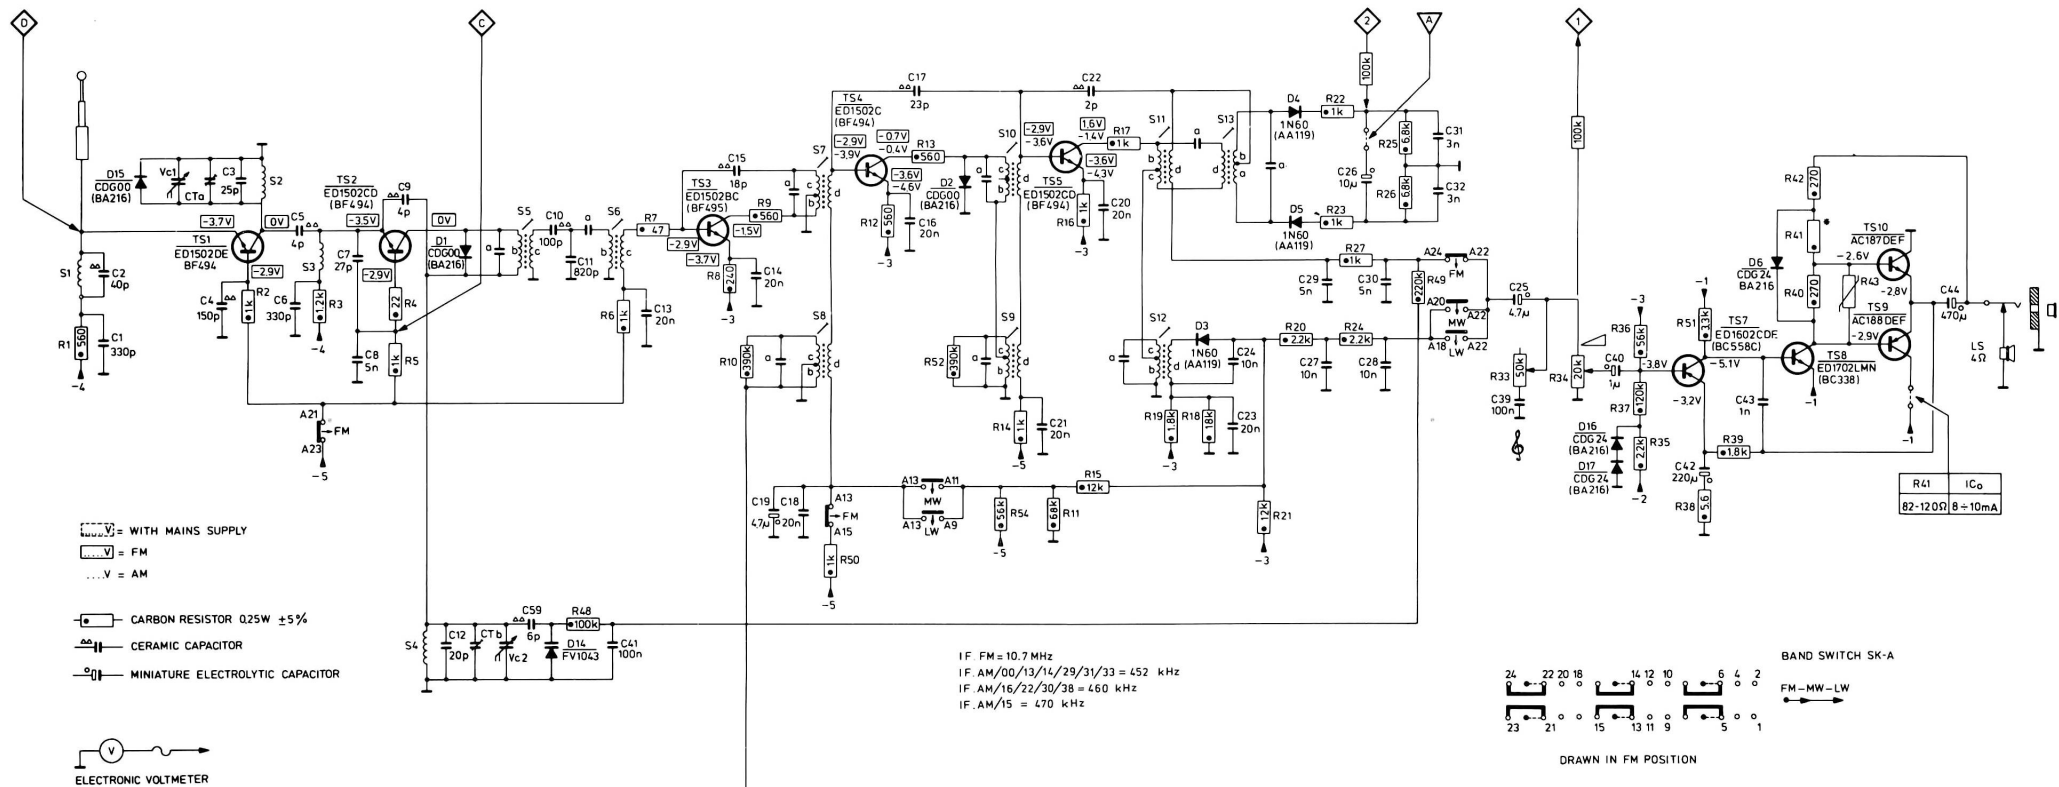 D
C
2
A
1
100k
100k
D15
CDG00
(BA216)
Vc1
CTa
C3
25p
S2
TS2
ED1502CD
(BF494)
C9
4p
-3.7V
0V
C5
4p
-3.5V
0V
TS1
ED1502DE
BF494
-2.9V
S3
C7
27p
-2.9V
D1
CDG00
(BA216)
a
S5
b
c
C10
100p
C11
820p
a
S6
b
c
S1
C2
40p
R1
560
C1
330p
-4
C4
150p
R2
1k
C6
330p
R3
1.2k
-4
R4
22
C8
5n
R5
1k
A21
FM
A23
-5
R6
1k
C13
20n
R7
47
C15
18p
TS3
ED1502BC
(BF495)
R9
560
-2.9V
-1.5V
-3.7V
R8
240
C14
20n
-3
S7
a
c
b
d
TS4
ED1502C
(BF494)
C17
23p
-2.9V
-3.9V
-0.7V
-0.4V
R13
560
-3.6V
-4.6V
R12
560
C16
20n
-3
D2
CDG00
(BA216)
S10
a
c
b
d
C22
2p
-2.9V
-3.6V
1,6V
-1.4V
R17
1k
TS5
ED1502CD
(BF494)
-3.6V
-4.3V
R16
1k
C20
20n
-3
S11
b
c
d
a
S13
b
d
a
a
D4
1N60
(AA119)
R22
1k
D5
1N60
(AA119)
R23
1k
C26
10µ
R25
6.8k
R26
6.8k
C31
3n
C32
3n
R10
390k
S8
a
c
b
d
R52
390k
S9
a
c
b
d
R14
1k
C21
20n
-5
S12
a
c
b
d
D3
1N60
(AA119)
C24
10n
R19
1.8k
R18
18k
C23
20n
-3
R27
1k
C29
5n
C30
5n
R20
2.2k
R24
2.2k
C27
10n
C28
10n
R49
220k
A24
A22
FM
A20
A22
MW
A18
A22
LW
C25
4.7µ
R33
50k
C39
100n
R34
20k
C40
1µ
-3
R36
56k
R37
120k
R35
2.2k
-2
D16
CDG24
(BA216)
D17
CDG24
(BA216)
-1
R51
3.3k
TS7
ED1602CDE
(BC558C)
-3,8V
-5.1V
-3,2V
R39
1.8k
C42
220µ
R38
5.6
C43
1n
TS8
ED1702LMN
(BC338)
-1
R42
270
R41
*
D6
CDG24
BA216
R40
270
R43
TS10
AC187DEF
-2.6V
-2,8V
TS9
AC188DEF
-2,9V
C44
470µ
LS
4Ω
-1
R41 ICo
82-120Ω 8÷10mA
C19
4,7µ
C18
20n
A13
FM
A15
R50
1k
-5
A13 A11
MW
A13 A9
LW
R54
56k
-5
R11
68k
R15
12k
R21
12k
-3
S4
C12
20p
CTb
Vc2
C59
6p
R48
100k
D14
FV1043
C41
100n
V = WITH MAINS SUPPLY
.....V = FM
....V = AM
CARBON RESISTOR 0.25W ±5%
CERAMIC CAPACITOR
MINIATURE ELECTROLYTIC CAPACITOR
V
ELECTRONIC VOLTMETER
IF. FM = 10.7 MHz
IF. AM/00/13/14/29/31/33 = 452 kHz
IF. AM/16/22/30/38 = 460 kHz
IF. AM/15 = 470 kHz
BAND SWITCH SK-A
24 22 20 18 14 12 10 6 4 2
FM-MW-LW
23 21 15 13 11 9 5 1
DRAWN IN FM POSITION